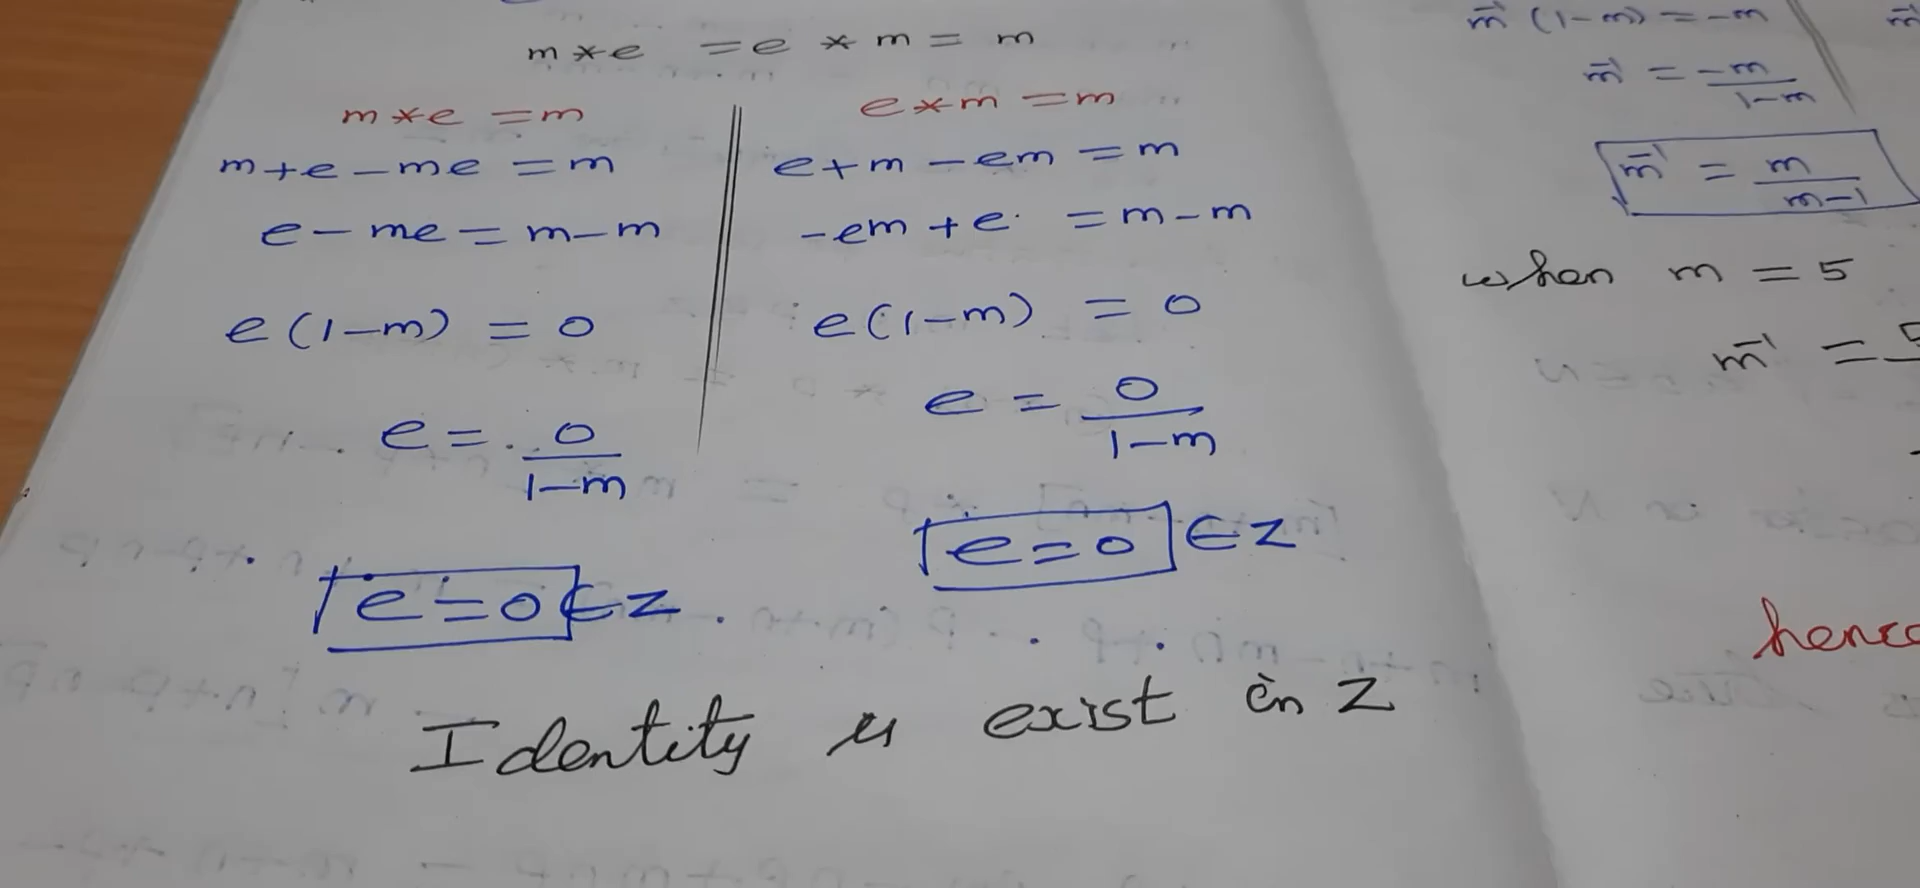 m * e = e * m = m
m * e = m
m + e - me = m
e - me = m - m
e (1-m) = 0
e = 0/1-m
e = 0 ∈ Z .
e * m = m
e + m - em = m
-em + e = m - m
e (1-m) = 0
e = 0/1-m
e = 0 ∈ Z
Identity is exist in Z
m⁻¹ (1-m) = -m
m⁻¹ = -m/1-m
m⁻¹ = m/m-1
when m = 5
m⁻¹ =